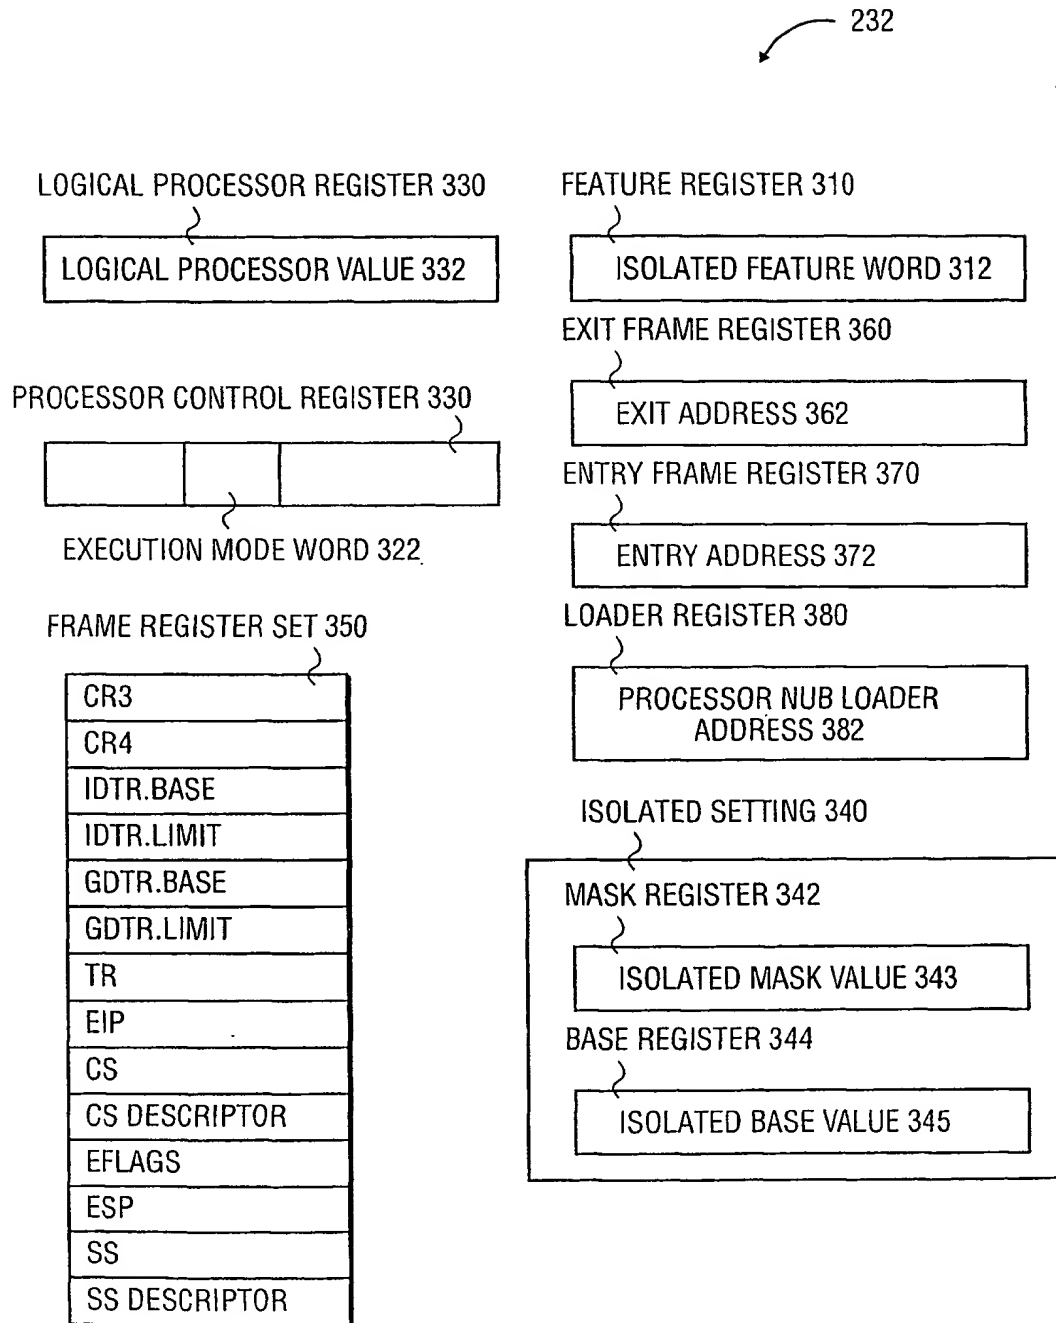 232
LOGICAL PROCESSOR REGISTER 330
LOGICAL PROCESSOR VALUE 332
PROCESSOR CONTROL REGISTER 330
EXECUTION MODE WORD 322
FRAME REGISTER SET 350
CR3
CR4
IDTR.BASE
IDTR.LIMIT
GDTR.BASE
GDTR.LIMIT
TR
EIP
CS
CS DESCRIPTOR
EFLAGS
ESP
SS
SS DESCRIPTOR
FEATURE REGISTER 310
ISOLATED FEATURE WORD 312
EXIT FRAME REGISTER 360
EXIT ADDRESS 362
ENTRY FRAME REGISTER 370
ENTRY ADDRESS 372
LOADER REGISTER 380
PROCESSOR NUB LOADER
ADDRESS 382
ISOLATED SETTING 340
MASK REGISTER 342
ISOLATED MASK VALUE 343
BASE REGISTER 344
ISOLATED BASE VALUE 345